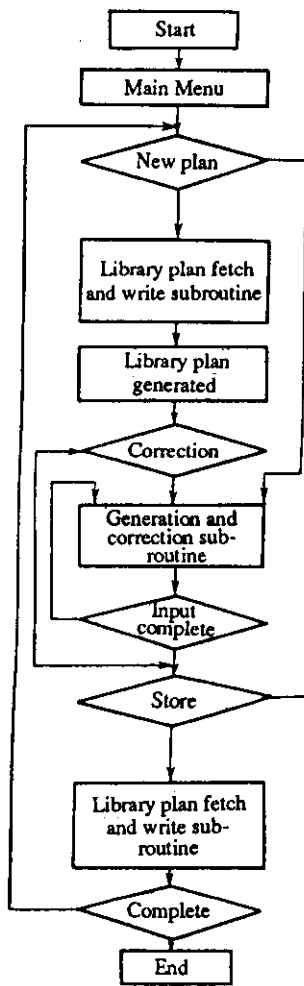 Start
Main Menu
New plan
Library plan fetch
and write subroutine
Library plan
generated
Correction
Generation and
correction sub-
routine
Input
complete
Store
Library plan fetch
and write sub-
routine
Complete
End